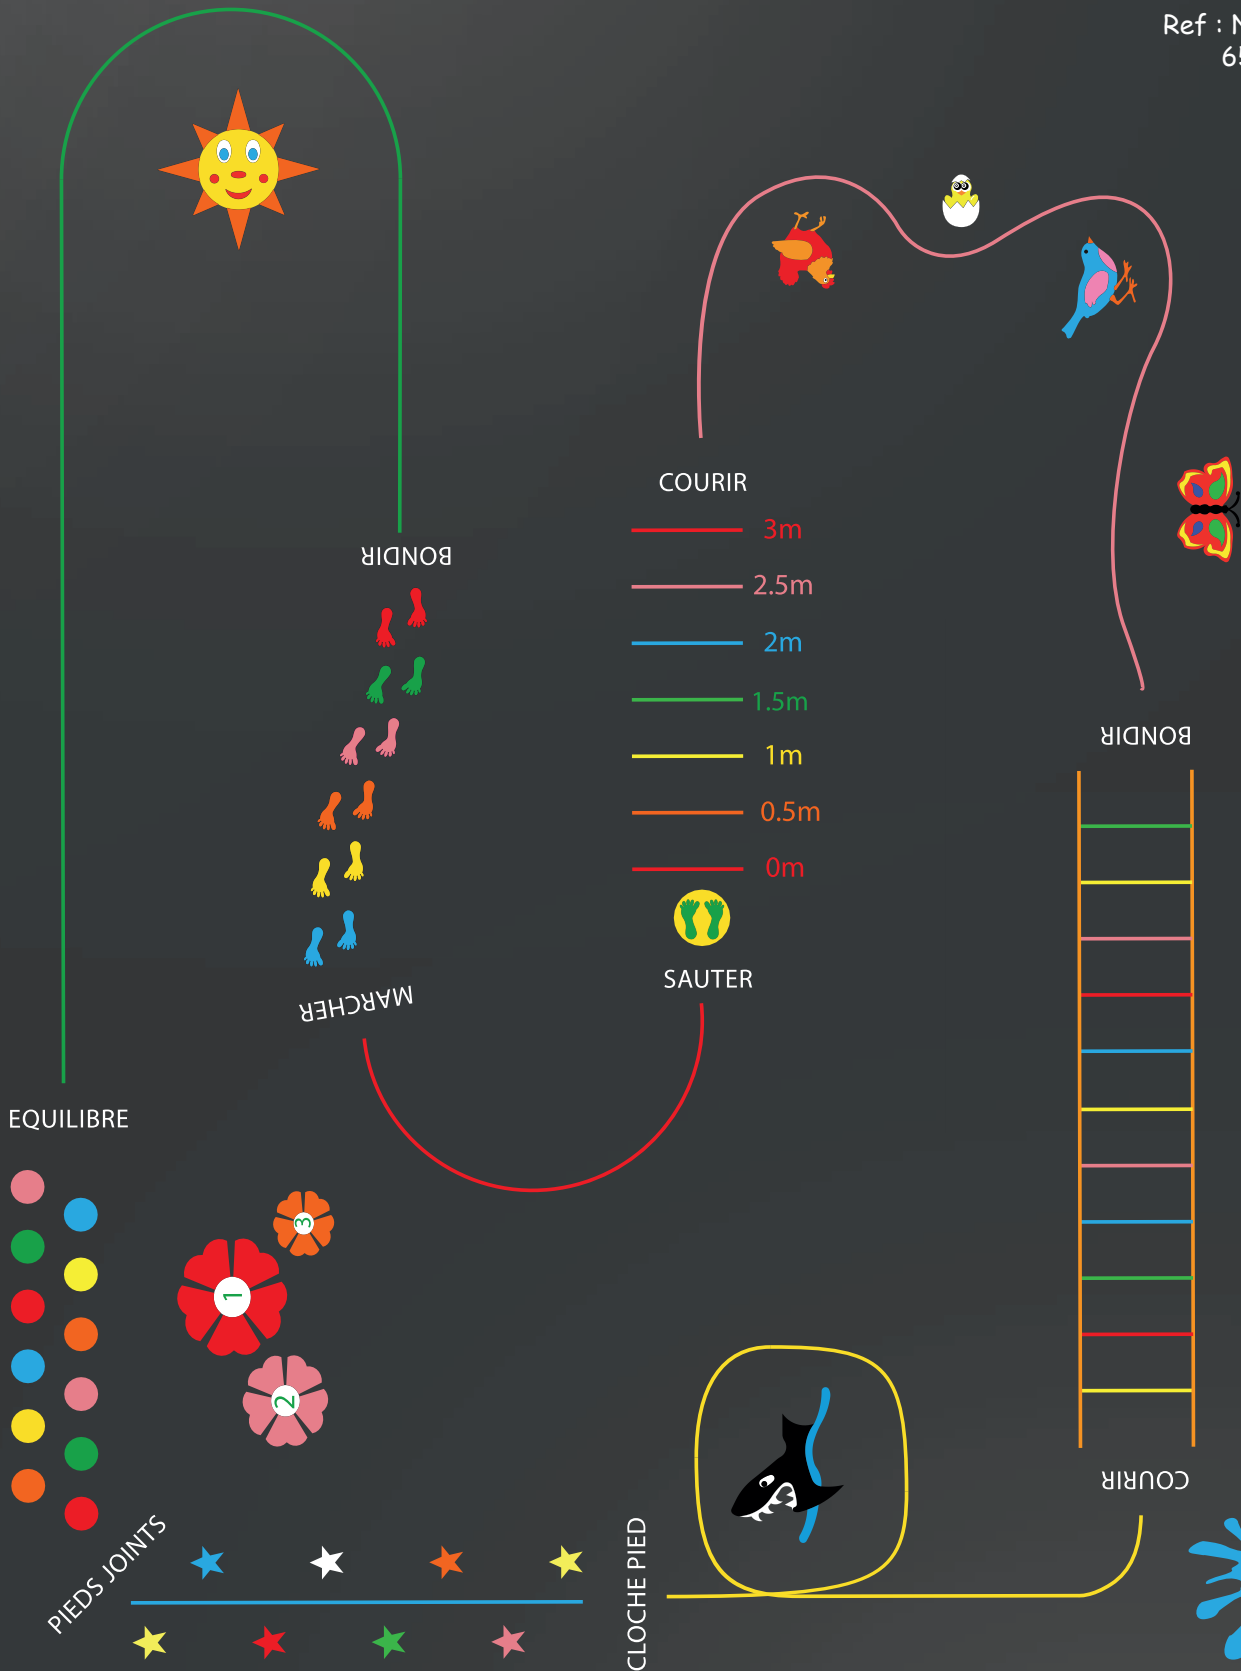 Ref : N
65
COURIR
3m
2.5m
2m
1.5m
1m
0.5m
0m
SAUTER
BONDIR
MARCHER
BONDIR
COURIR
EQUILIBRE
3
1
2
PIEDS JOINTS
CLOCHE PIED